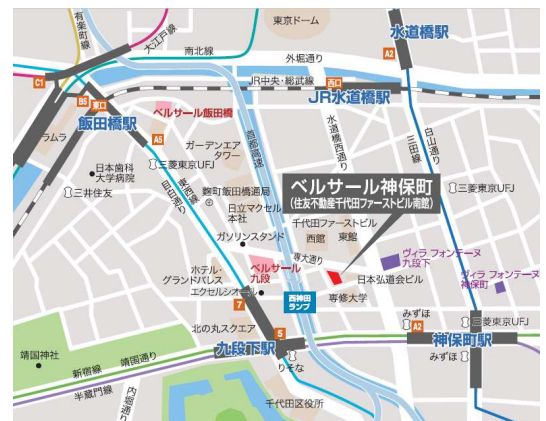 東京ドーム
水道橋駅
有楽町線
大江戸線
南北線
外堀通り
A2
C1
JR中央・総武線
西口
JR水道橋駅
B5
東口
飯田橋駅
ベルサール飯田橋
首都高速
ラムラ
A5
ガーデンエア
タワー
水道橋西通り
三田線
白山通り
日本歯科
大学病院
三菱東京UFJ
三井住友
東西線
目白通り
麴町飯田橋通局
日立マクセル
本社
ベルサール神保町
(住友不動産千代田ファーストビル南館)
三菱東京UFJ
ガソリンスタンド
千代田ファーストビル
西館
東館
専大通り
ヴィラ フォンテーヌ
九段下
ベルサール
九段
ホテル・
グランドパレス
エクセルシオール
日本弘道会ビル
専修大学
ヴィラ フォンテーヌ
神保町
西神田
ランプ
7
北の丸スクエア
5
九段下駅
みずほ
A2
三菱東京UFJ
神保町駅
みずほ
りそな
靖国神社
靖国通り
新宿線
半蔵門線
内堀通り
千代田区役所